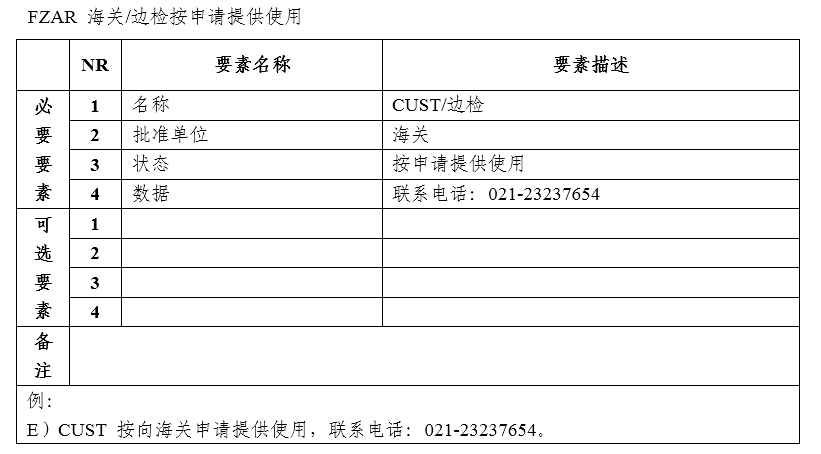 FZAR 海关/边检按申请提供使用
NR 要素名称 要素描述
必要要素
1 名称 CUST/边检
2 批准单位 海关
3 状态 按申请提供使用
4 数据 联系电话：021-23237654
可选要素
1
2
3
4
备注
例：
E）CUST 按向海关申请提供使用，联系电话：021-23237654。